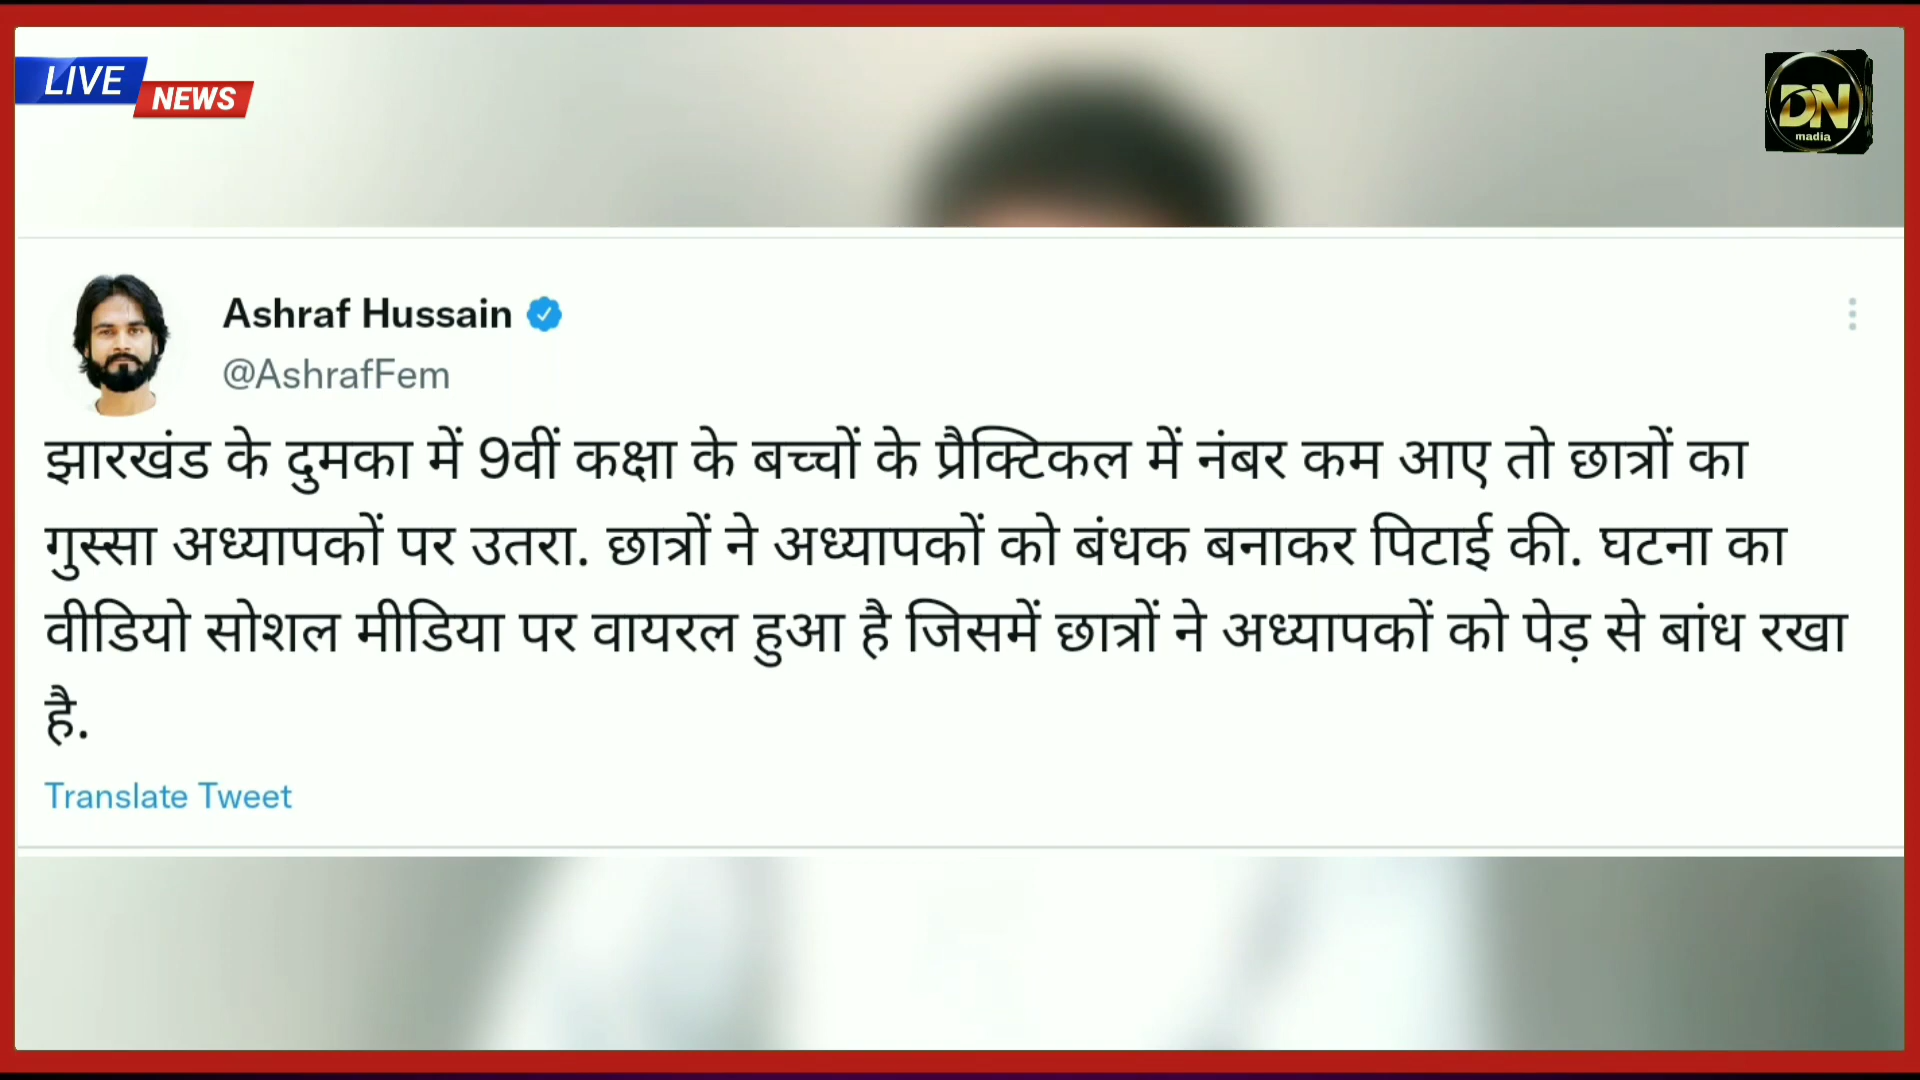 LIVE
NEWS
DN
madia
Ashraf Hussain
@AshrafFem
झारखंड के दुमका में 9वीं कक्षा के बच्चों के प्रैक्टिकल में नंबर कम आए तो छात्रों का
गुस्सा अध्यापकों पर उतरा. छात्रों ने अध्यापकों को बंधक बनाकर पिटाई की. घटना का
वीडियो सोशल मीडिया पर वायरल हुआ है जिसमें छात्रों ने अध्यापकों को पेड़ से बांध रखा
है.
Translate Tweet